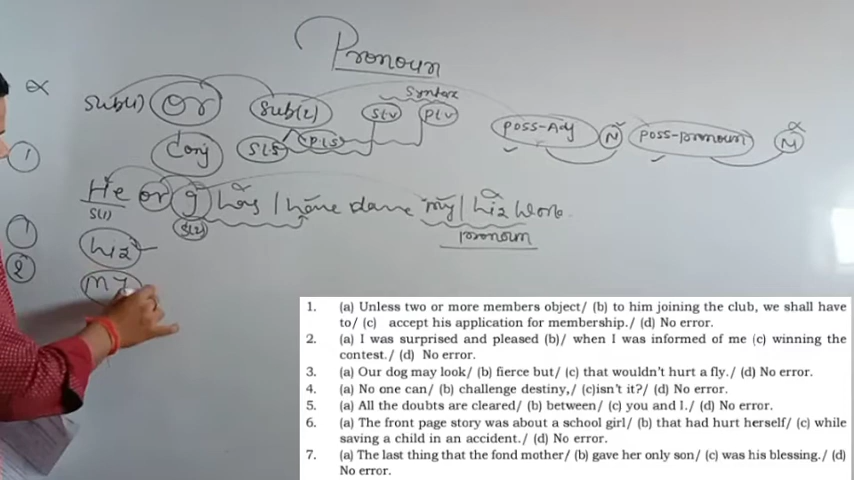 Pronoun
Sub(1) or Sub(2) Syntax S+V P+V
Poss-Adj N Poss-pronoun N
Conj S(S) P(S)
He or I has / have done my / his work.
S(1) S(2) pronoun
his
my
1
1
2
1. (a) Unless two or more members object/ (b) to him joining the club, we shall have
to/ (c) accept his application for membership./ (d) No error.
2. (a) I was surprised and pleased (b)/ when I was informed of me (c) winning the
contest./ (d) No error.
3. (a) Our dog may look/ (b) fierce but/ (c) that wouldn't hurt a fly./ (d) No error.
4. (a) No one can/ (b) challenge destiny,/ (c)isn't it?/ (d) No error.
5. (a) All the doubts are cleared/ (b) between/ (c) you and I./ (d) No error.
6. (a) The front page story was about a school girl/ (b) that had hurt herself/ (c) while
saving a child in an accident./ (d) No error.
7. (a) The last thing that the fond mother/ (b) gave her only son/ (c) was his blessing./ (d)
No error.